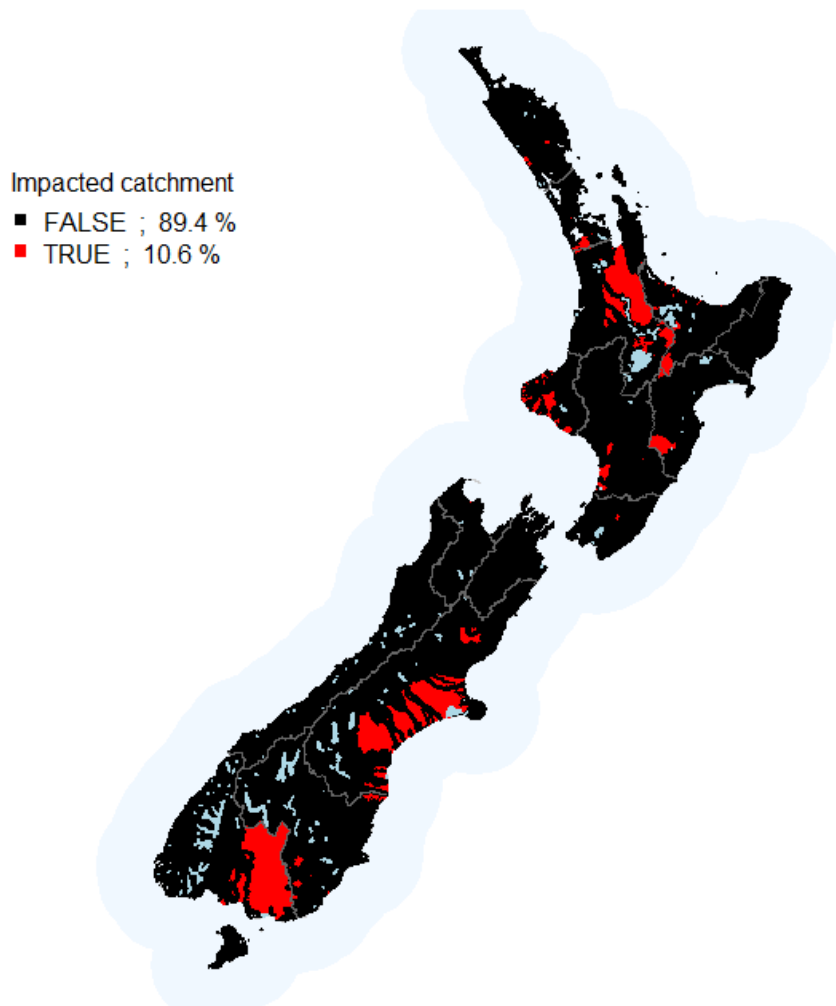 Impacted catchment
FALSE ; 89.4 %
TRUE ; 10.6 %